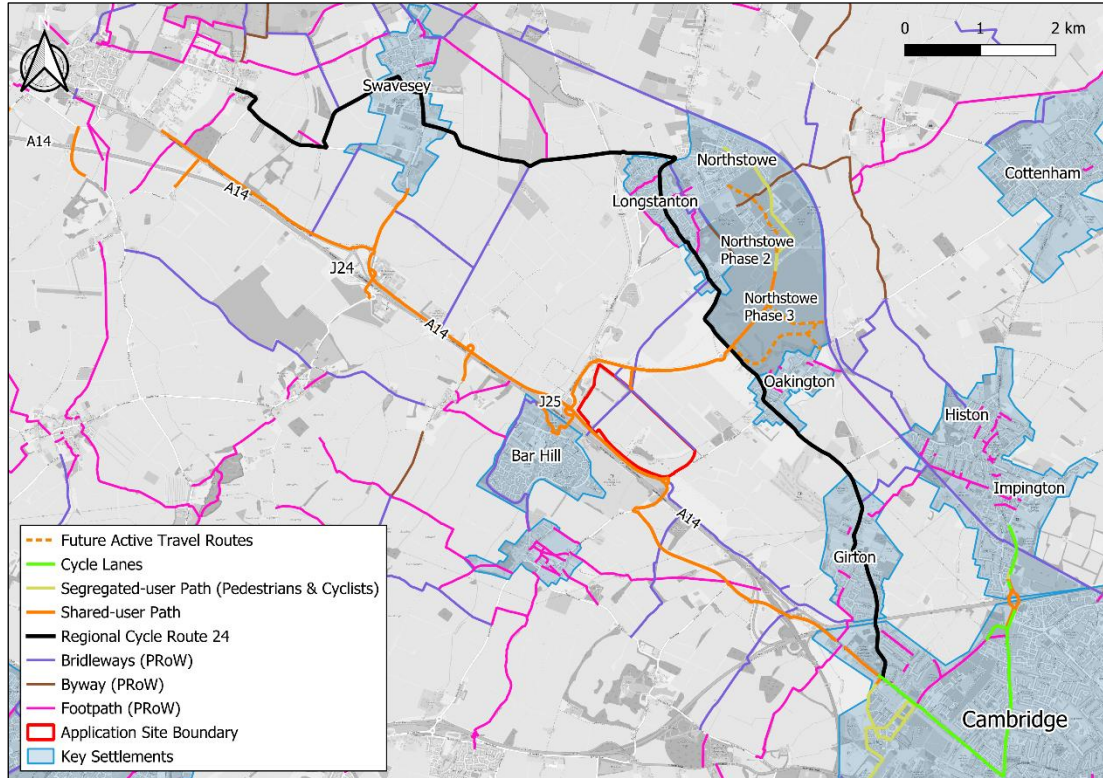 0 1 2 km
Swavesey
A14
A14
Northstowe
Cottenham
Longstanton
Northstowe
Phase 2
J24
Northstowe
Phase 3
A14
Oakington
J25
Histon
Bar Hill
Impington
A14
Girton
Cambridge
Future Active Travel Routes
Cycle Lanes
Segregated-user Path (Pedestrians & Cyclists)
Shared-user Path
Regional Cycle Route 24
Bridleways (PRoW)
Byway (PRoW)
Footpath (PRoW)
Application Site Boundary
Key Settlements